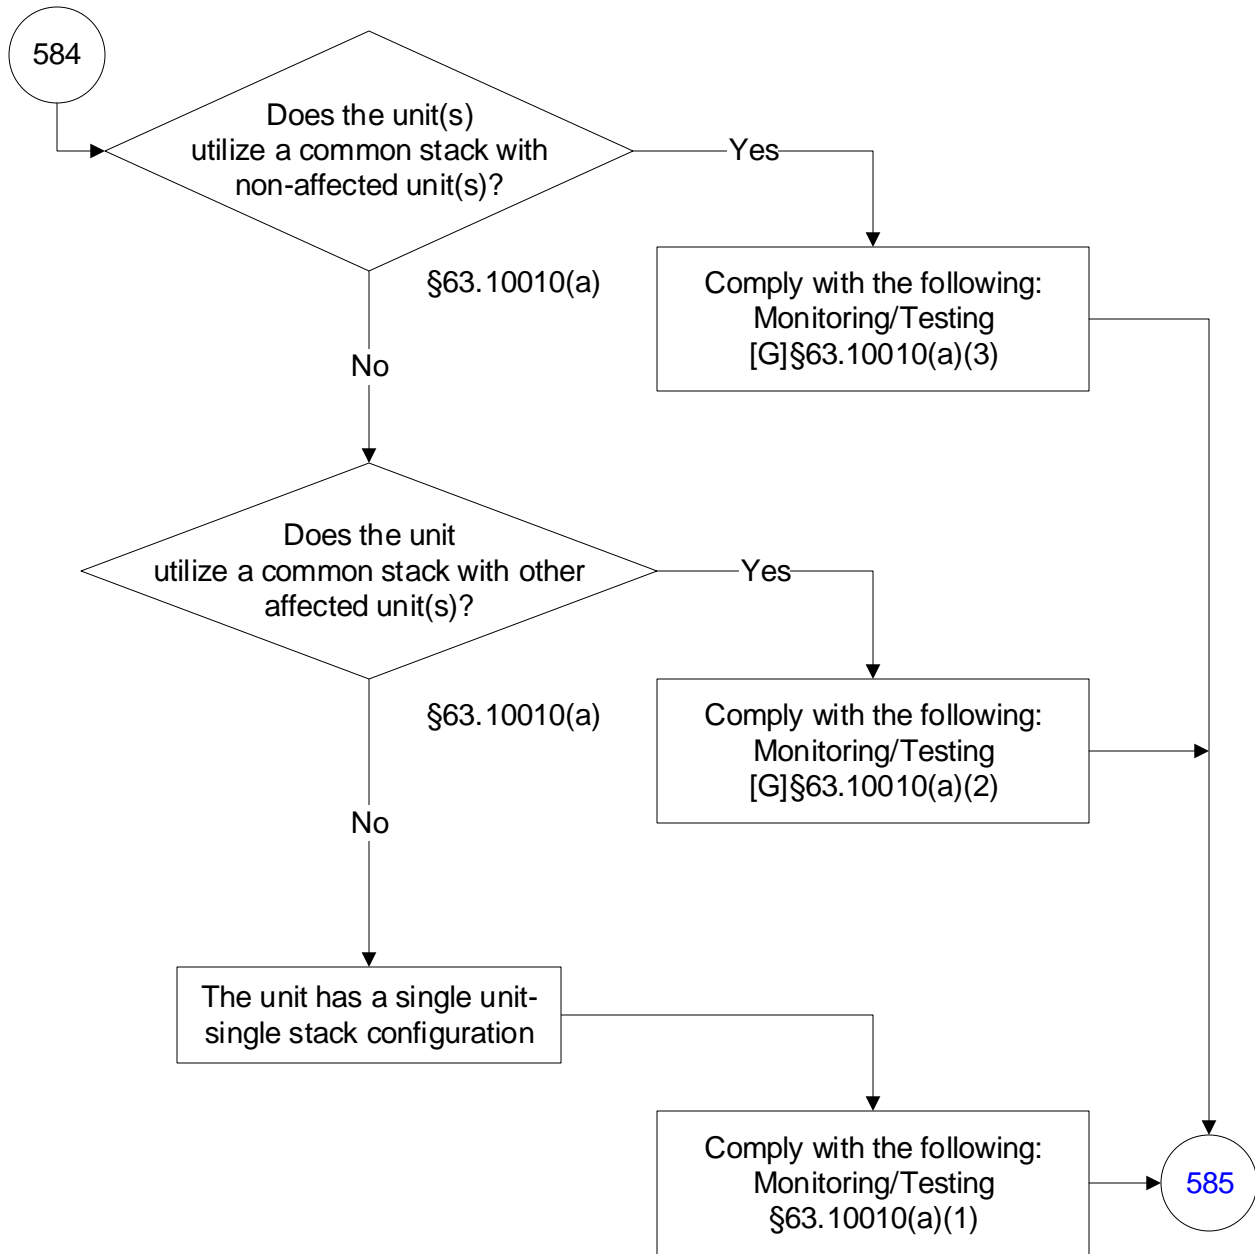 584
Does the unit(s)
utilize a common stack with
non-affected unit(s)?
Yes
§63.10010(a)
Comply with the following:
Monitoring/Testing
[G]§63.10010(a)(3)
No
Does the unit
utilize a common stack with other
affected unit(s)?
Yes
§63.10010(a)
Comply with the following:
Monitoring/Testing
[G]§63.10010(a)(2)
No
The unit has a single unit-
single stack configuration
Comply with the following:
Monitoring/Testing
§63.10010(a)(1)
585